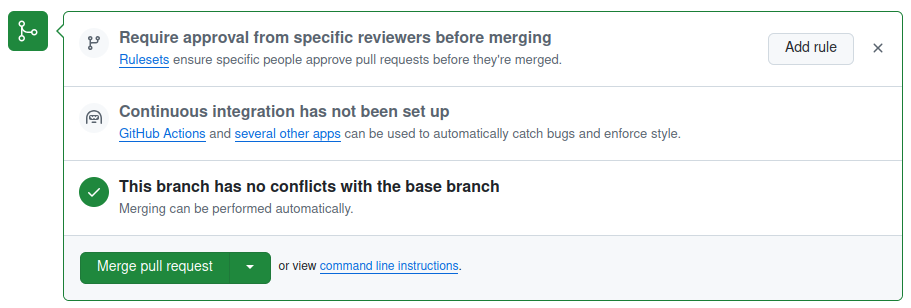 Require approval from specific reviewers before merging
Rulesets ensure specific people approve pull requests before they're merged.
Add rule
Continuous integration has not been set up
GitHub Actions and several other apps can be used to automatically catch bugs and enforce style.
This branch has no conflicts with the base branch
Merging can be performed automatically.
Merge pull request
or view command line instructions.